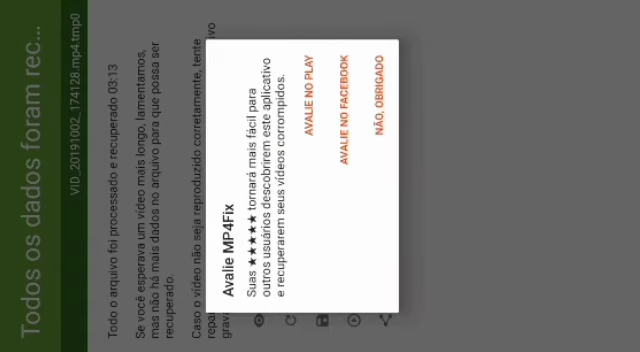 Todos os dados foram rec...
VID_20191002_174128.mp4.tmp0
Todo o arquivo foi processado e recuperado 03:13
Se você esperava um vídeo mais longo, lamentamos,
mas não há mais dados no arquivo para que possa ser
recuperado.
Caso o vídeo não seja reproduzido corretamente, tente
Avalie MP4Fix
Suas ★★★★★ tornará mais fácil para
outros usuários descobrirem este aplicativo
e recuperarem seus vídeos corrompidos.
AVALIE NO PLAY
AVALIE NO FACEBOOK
NÃO, OBRIGADO